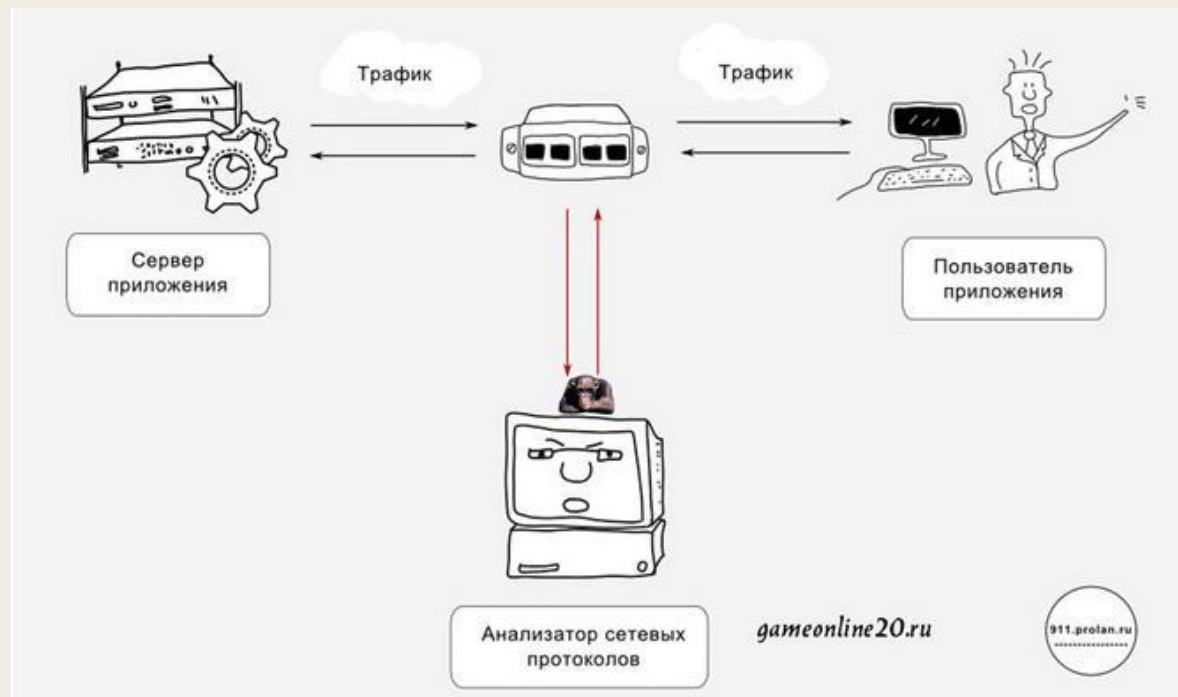 Трафик
Трафик
Сервер
приложения
Пользователь
приложения
Анализатор сетевых
протоколов
gameonline20.ru
911.prolan.ru